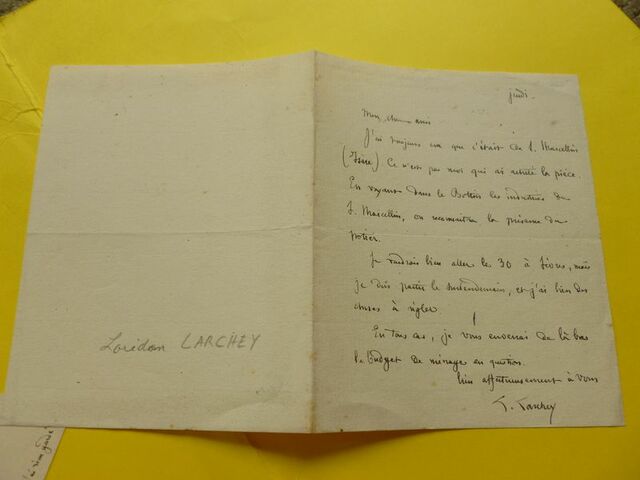 Loridan LARCHEY
jeudi.
Mon cher ami
J'ai toujours cru que c'était de S. Marcellin
(Isère). Ce n'est pas moi qui ai acheté la pièce.
En voyant dans le Bottin les industries de
S. Marcellin, on reconnaîtra la présence du
potier.
Je voudrais bien aller le 30 à Sèvres, mais
je dois partir le surlendemain, et j'ai bien des
choses à régler.
En tous cas, je vous enverrai de là bas
le budget de ménage en question.
bien affectueusement à vous
L. Larchey